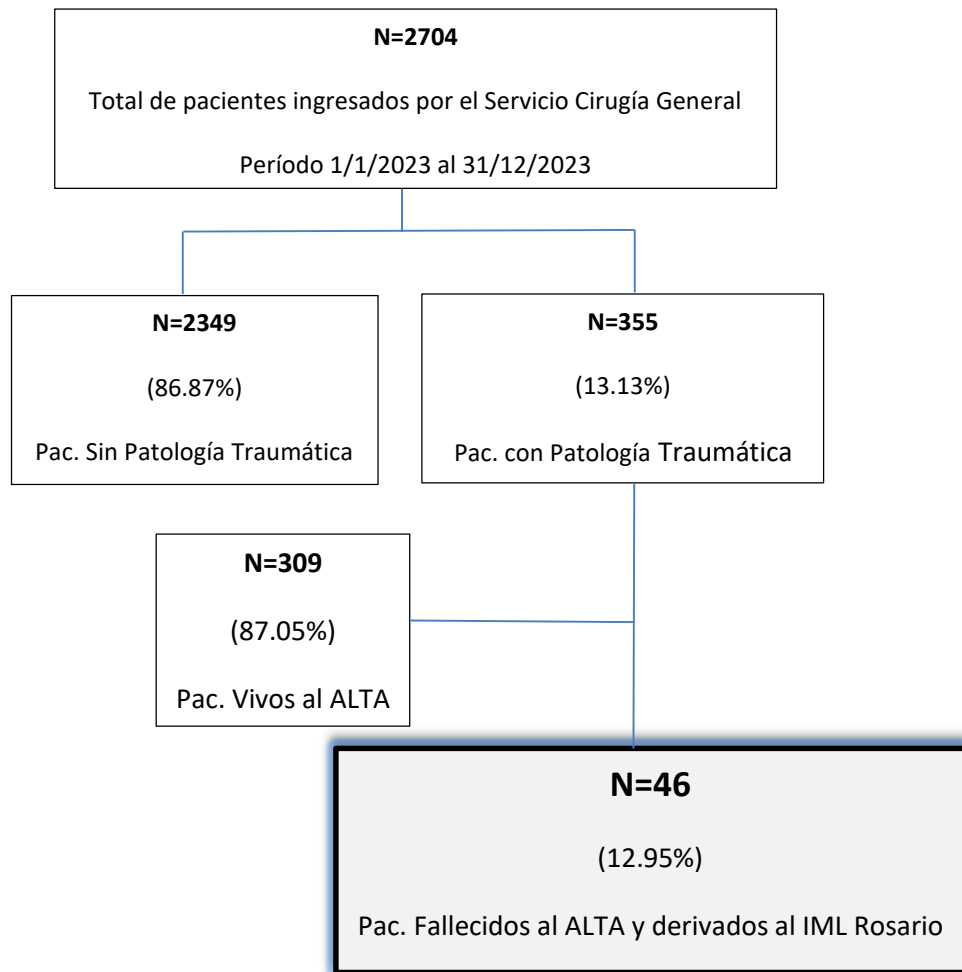 N=2704
Total de pacientes ingresados por el Servicio Cirugía General
Período 1/1/2023 al 31/12/2023
N=2349
(86.87%)
Pac. Sin Patología Traumática
N=355
(13.13%)
Pac. con Patología Traumática
N=309
(87.05%)
Pac. Vivos al ALTA
N=46
(12.95%)
Pac. Fallecidos al ALTA y derivados al IML Rosario